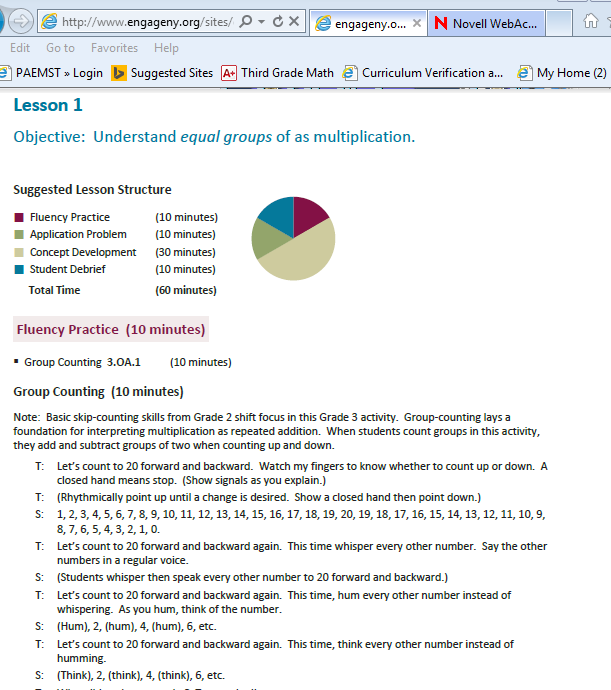 http://www.engageny.org/sites/
engageny.o...
Novell WebAc...
Edit Go to Favorites Help
PAEMST » Login Suggested Sites A+ Third Grade Math Curriculum Verification a... My Home (2)
Lesson 1
Objective: Understand equal groups of as multiplication.
Suggested Lesson Structure
Fluency Practice (10 minutes)
Application Problem (10 minutes)
Concept Development (30 minutes)
Student Debrief (10 minutes)
Total Time (60 minutes)
Fluency Practice (10 minutes)
▪ Group Counting 3.OA.1 (10 minutes)
Group Counting (10 minutes)
Note: Basic skip-counting skills from Grade 2 shift focus in this Grade 3 activity. Group-counting lays a
foundation for interpreting multiplication as repeated addition. When students count groups in this activity,
they add and subtract groups of two when counting up and down.
T: Let's count to 20 forward and backward. Watch my fingers to know whether to count up or down. A
closed hand means stop. (Show signals as you explain.)
T: (Rhythmically point up until a change is desired. Show a closed hand then point down.)
S: 1, 2, 3, 4, 5, 6, 7, 8, 9, 10, 11, 12, 13, 14, 15, 16, 17, 18, 19, 20, 19, 18, 17, 16, 15, 14, 13, 12, 11, 10, 9,
8, 7, 6, 5, 4, 3, 2, 1, 0.
T: Let's count to 20 forward and backward again. This time whisper every other number. Say the other
numbers in a regular voice.
S: (Students whisper then speak every other number to 20 forward and backward.)
T: Let's count to 20 forward and backward again. This time, hum every other number instead of
whispering. As you hum, think of the number.
S: (Hum), 2, (hum), 4, (hum), 6, etc.
T: Let's count to 20 forward and backward again. This time, think every other number instead of
humming.
S: (Think), 2, (think), 4, (think), 6, etc.